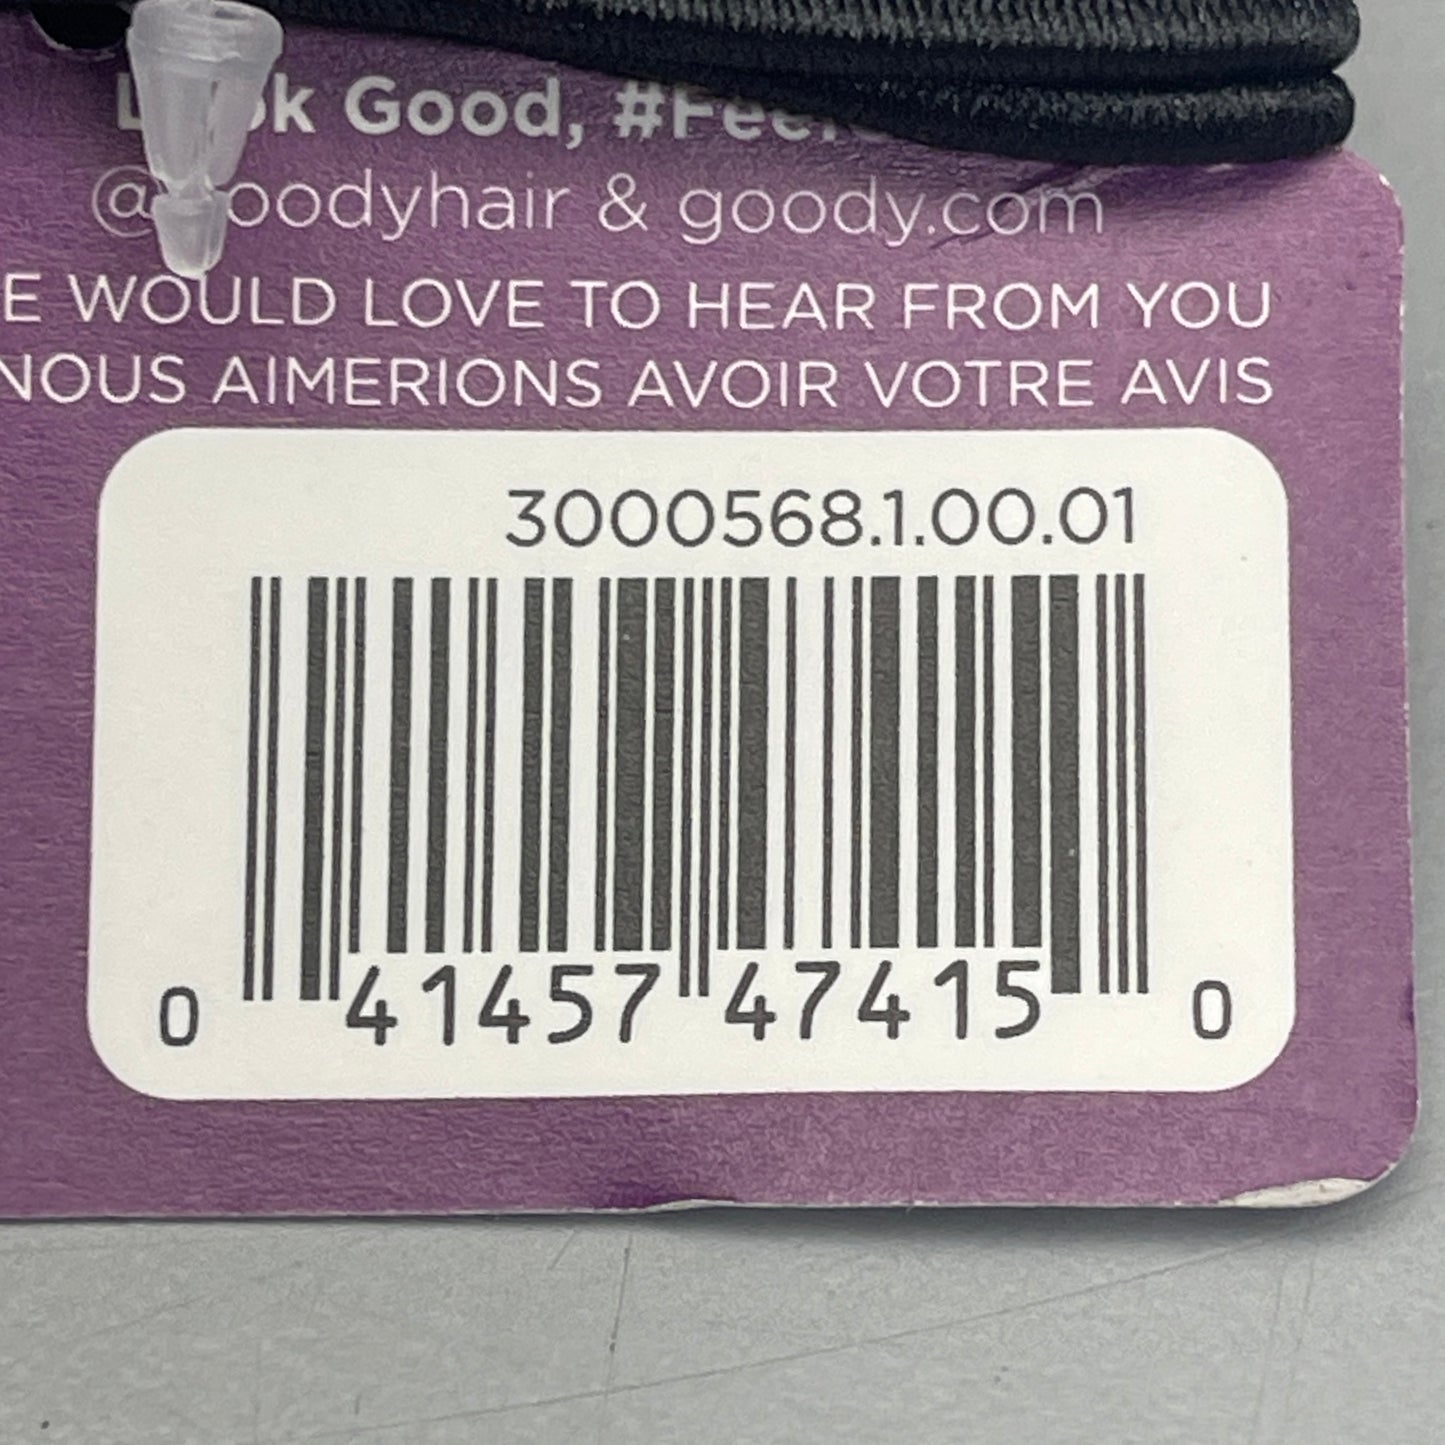 Good,
& goody.com
WOULD LOVE TO HEAR FROM YOU
NOUS AIMERIONS AVOIR VOTRE AVIS
3000568.1.00.01
0 41457 47415 0